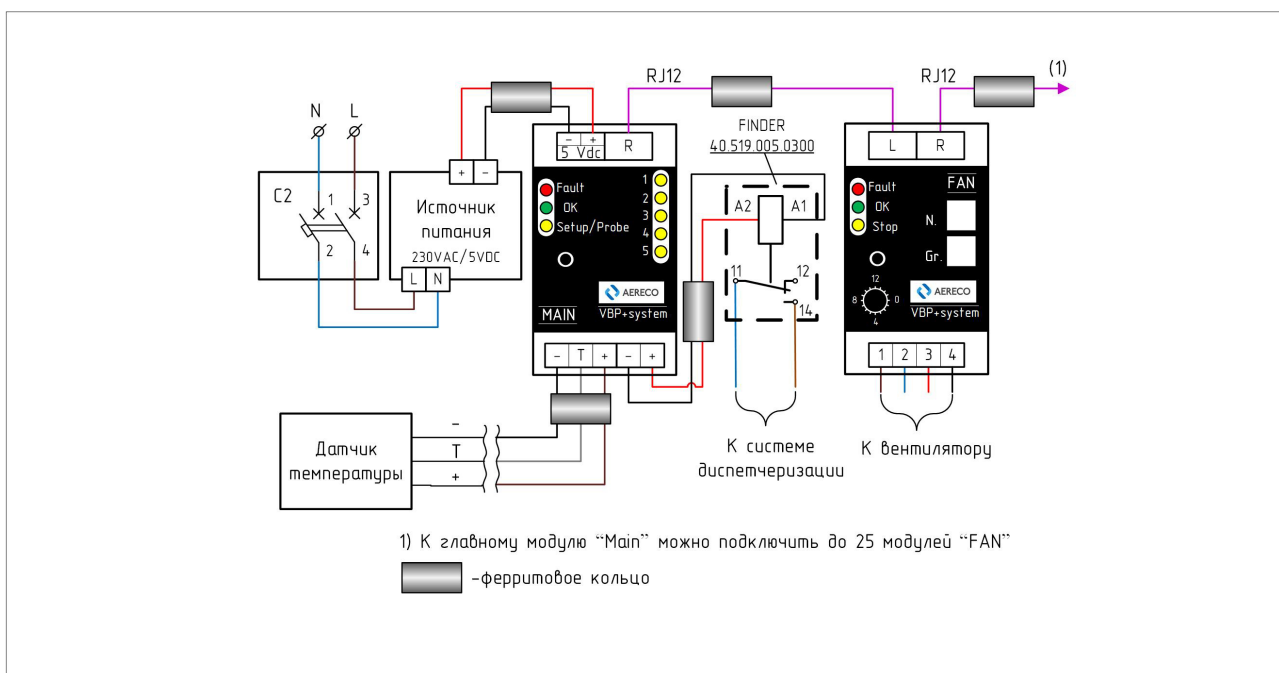 RJ12
RJ12
(1)
N
L
FINDER
40.519.005.0300
- +
5 Vdc
R
L
R
C2
1
3
2
4
+ -
Источник
питания
230VAC/5VDC
L N
Fault
OK
Setup/Probe
1
2
3
4
5
MAIN
AERECO
VBP+system
- T + - +
A2
A1
11
12
14
Fault
OK
Stop
FAN
N.
Gr.
12
8
0
4
AERECO
VBP+system
1 2 3 4
Датчик
температуры
-
T
+
К системе
диспетчеризации
К вентилятору
1) К главному модулю “Main” можно подключить до 25 модулей “FAN”
-ферритовое кольцо